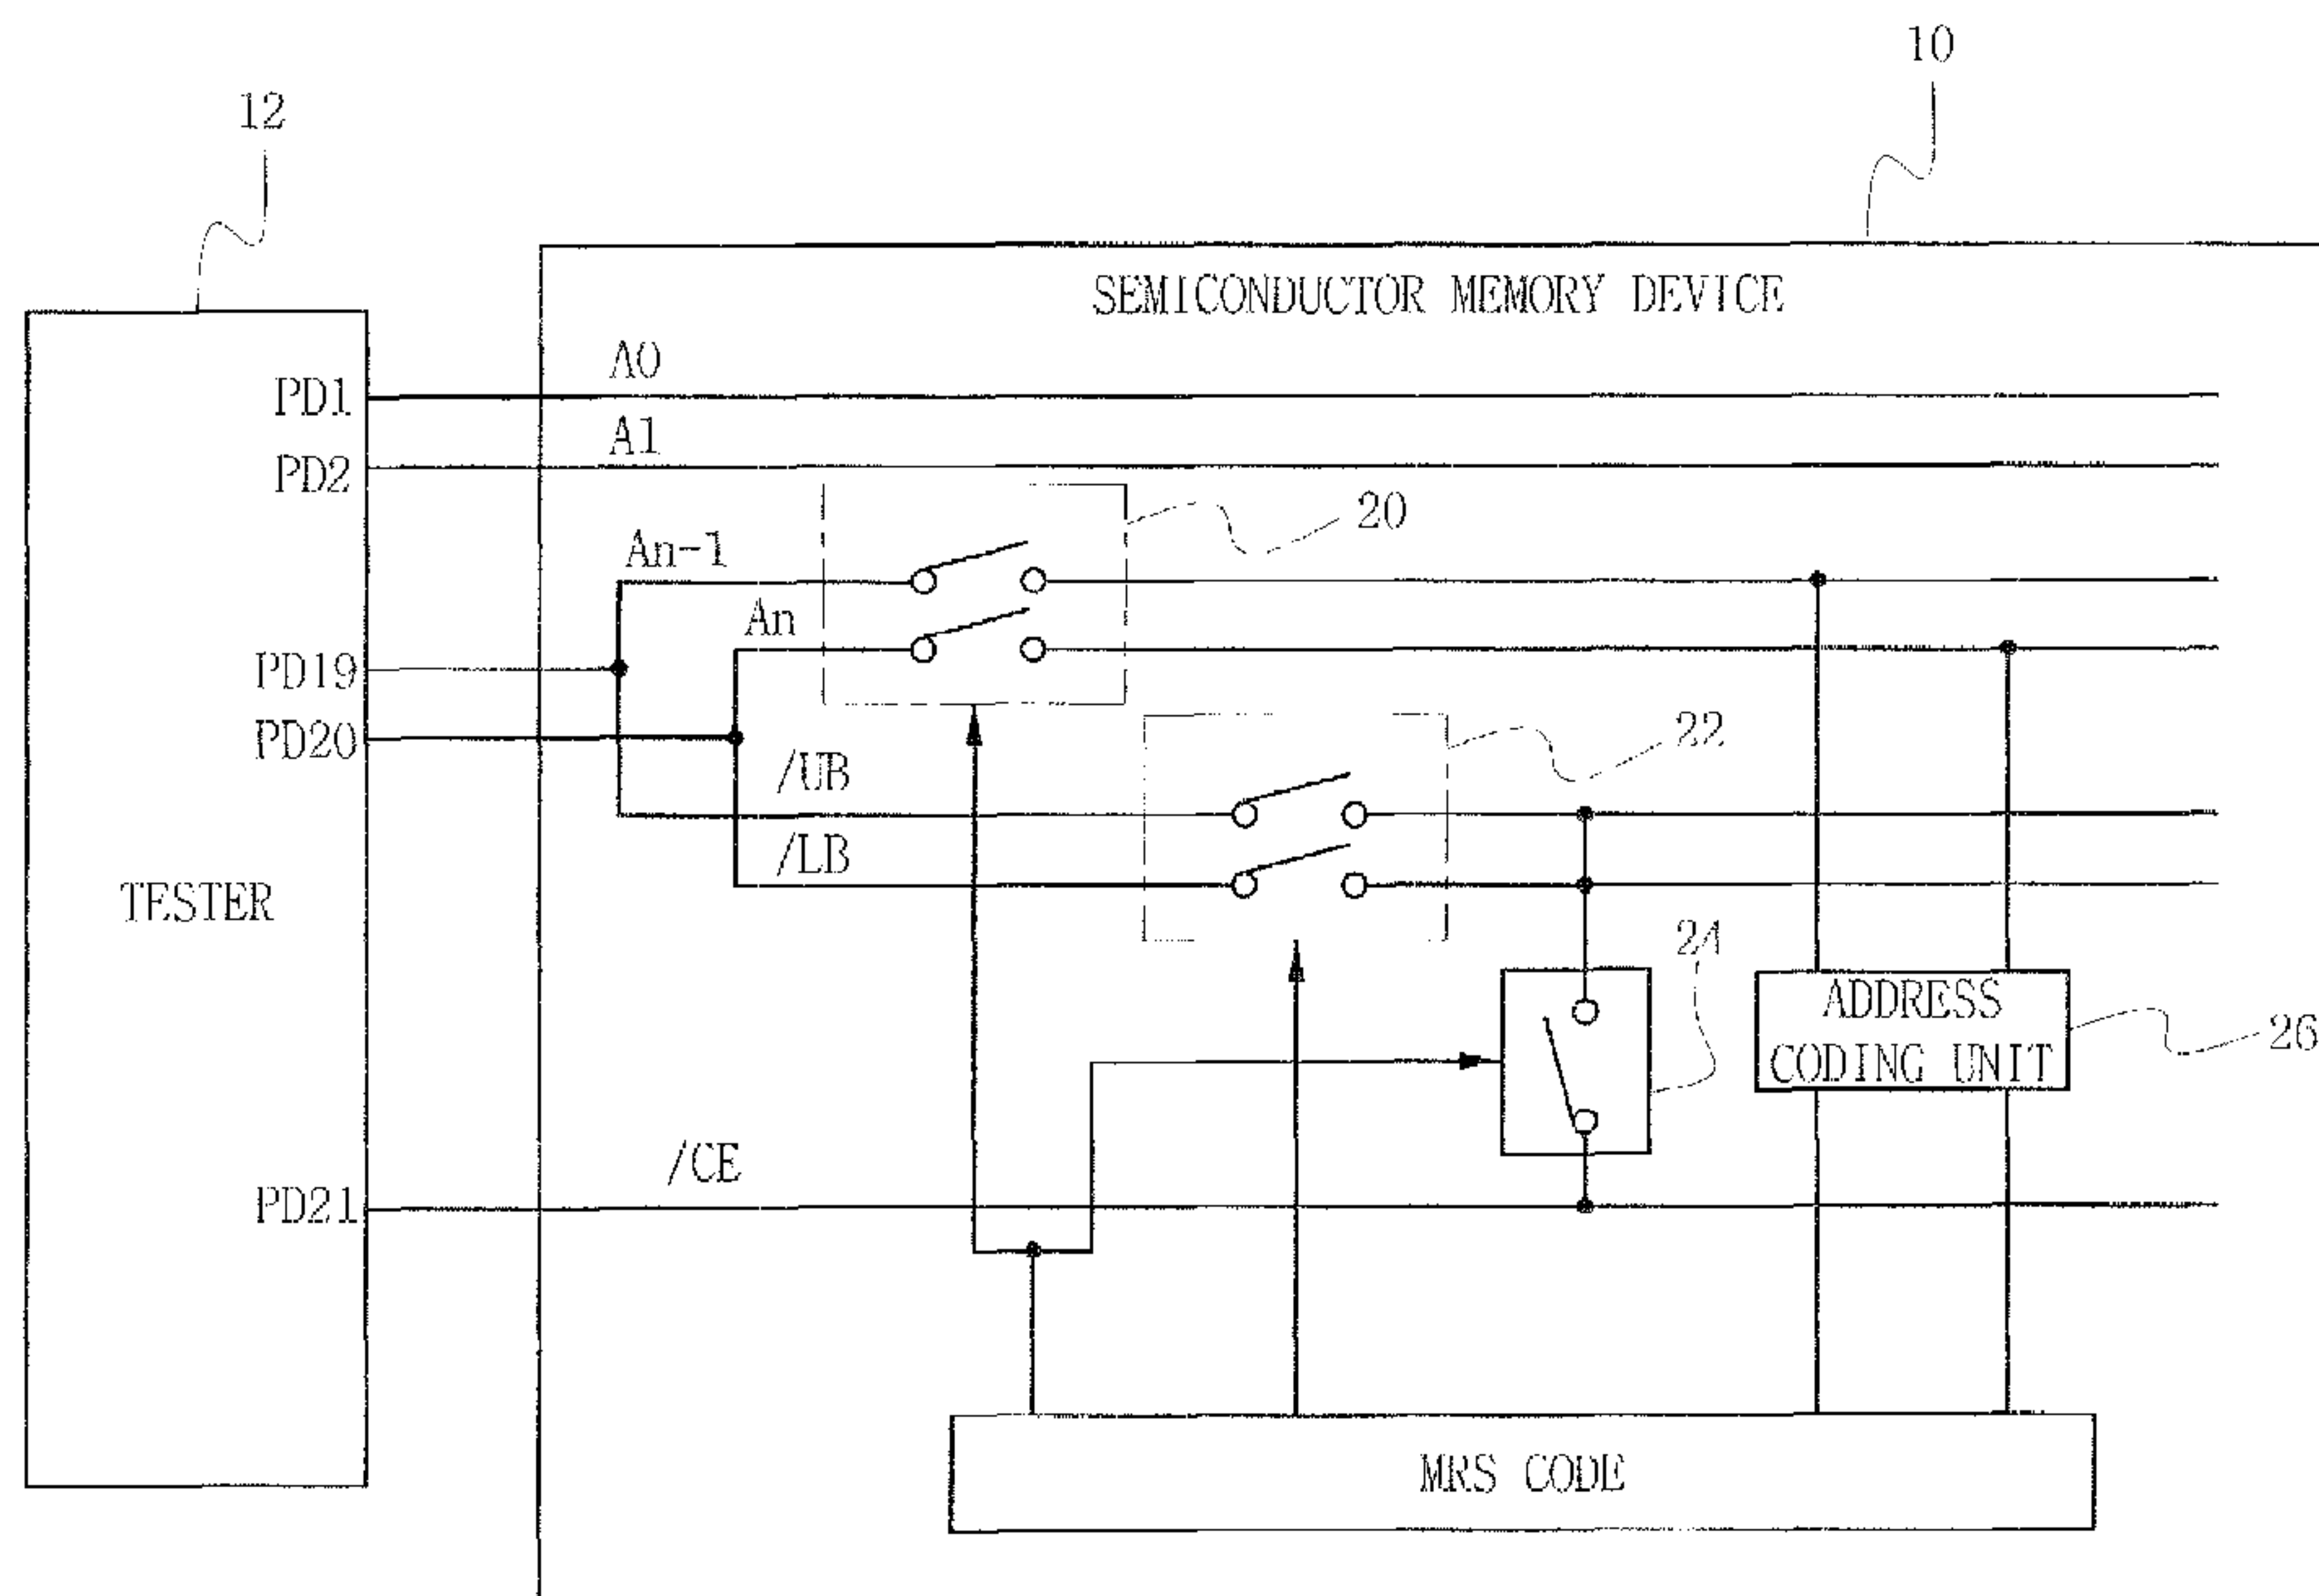 10
12
SEMICONDUCTOR MEMORY DEVICE
A0
PD1
A1
PD2
20
An-1
An
PD19
PD20
22
/UB
/LB
TESTER
24
ADDRESS
CODING UNIT
26
/CE
PD21
MRS CODE